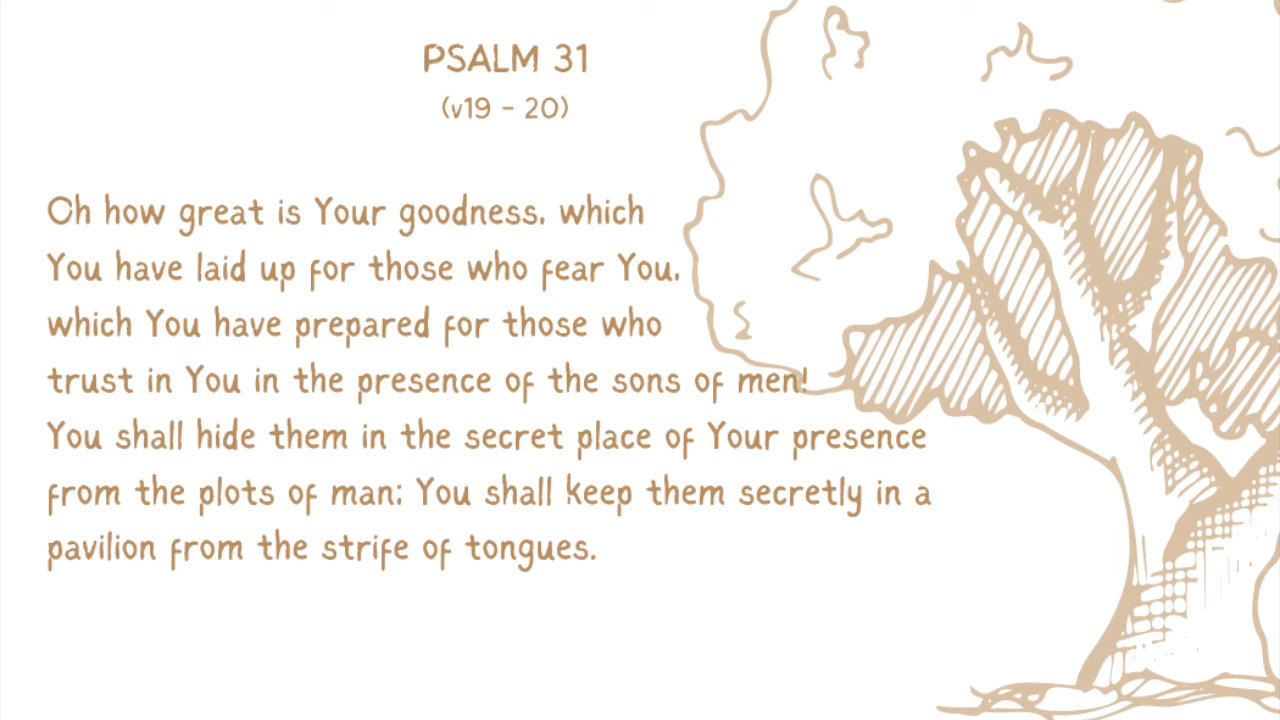 PSALM 31
(v19 - 20)
Oh how great is Your goodness, which
You have laid up for those who fear You,
which You have prepared for those who
trust in You in the presence of the sons of men!
You shall hide them in the secret place of Your presence
from the plots of man; You shall keep them secretly in a
pavilion from the strife of tongues.